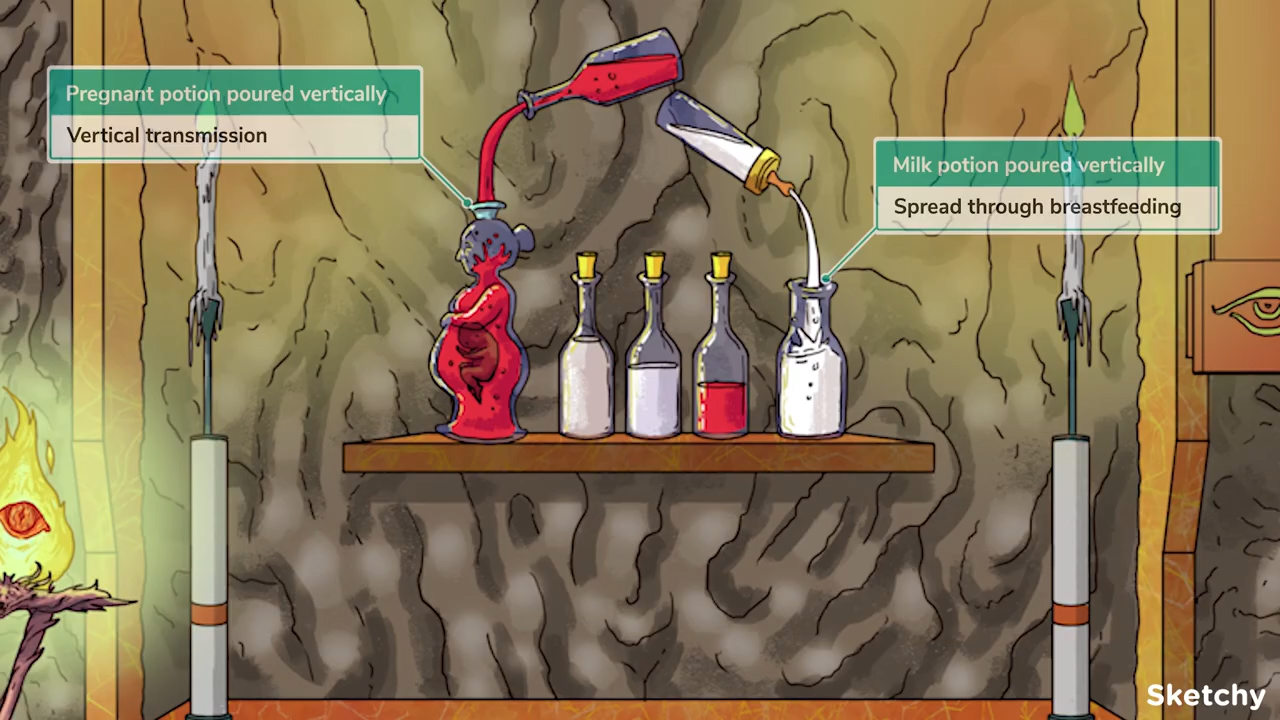 Pregnant potion poured vertically
Vertical transmission
Milk potion poured vertically
Spread through breastfeeding
Sketchy